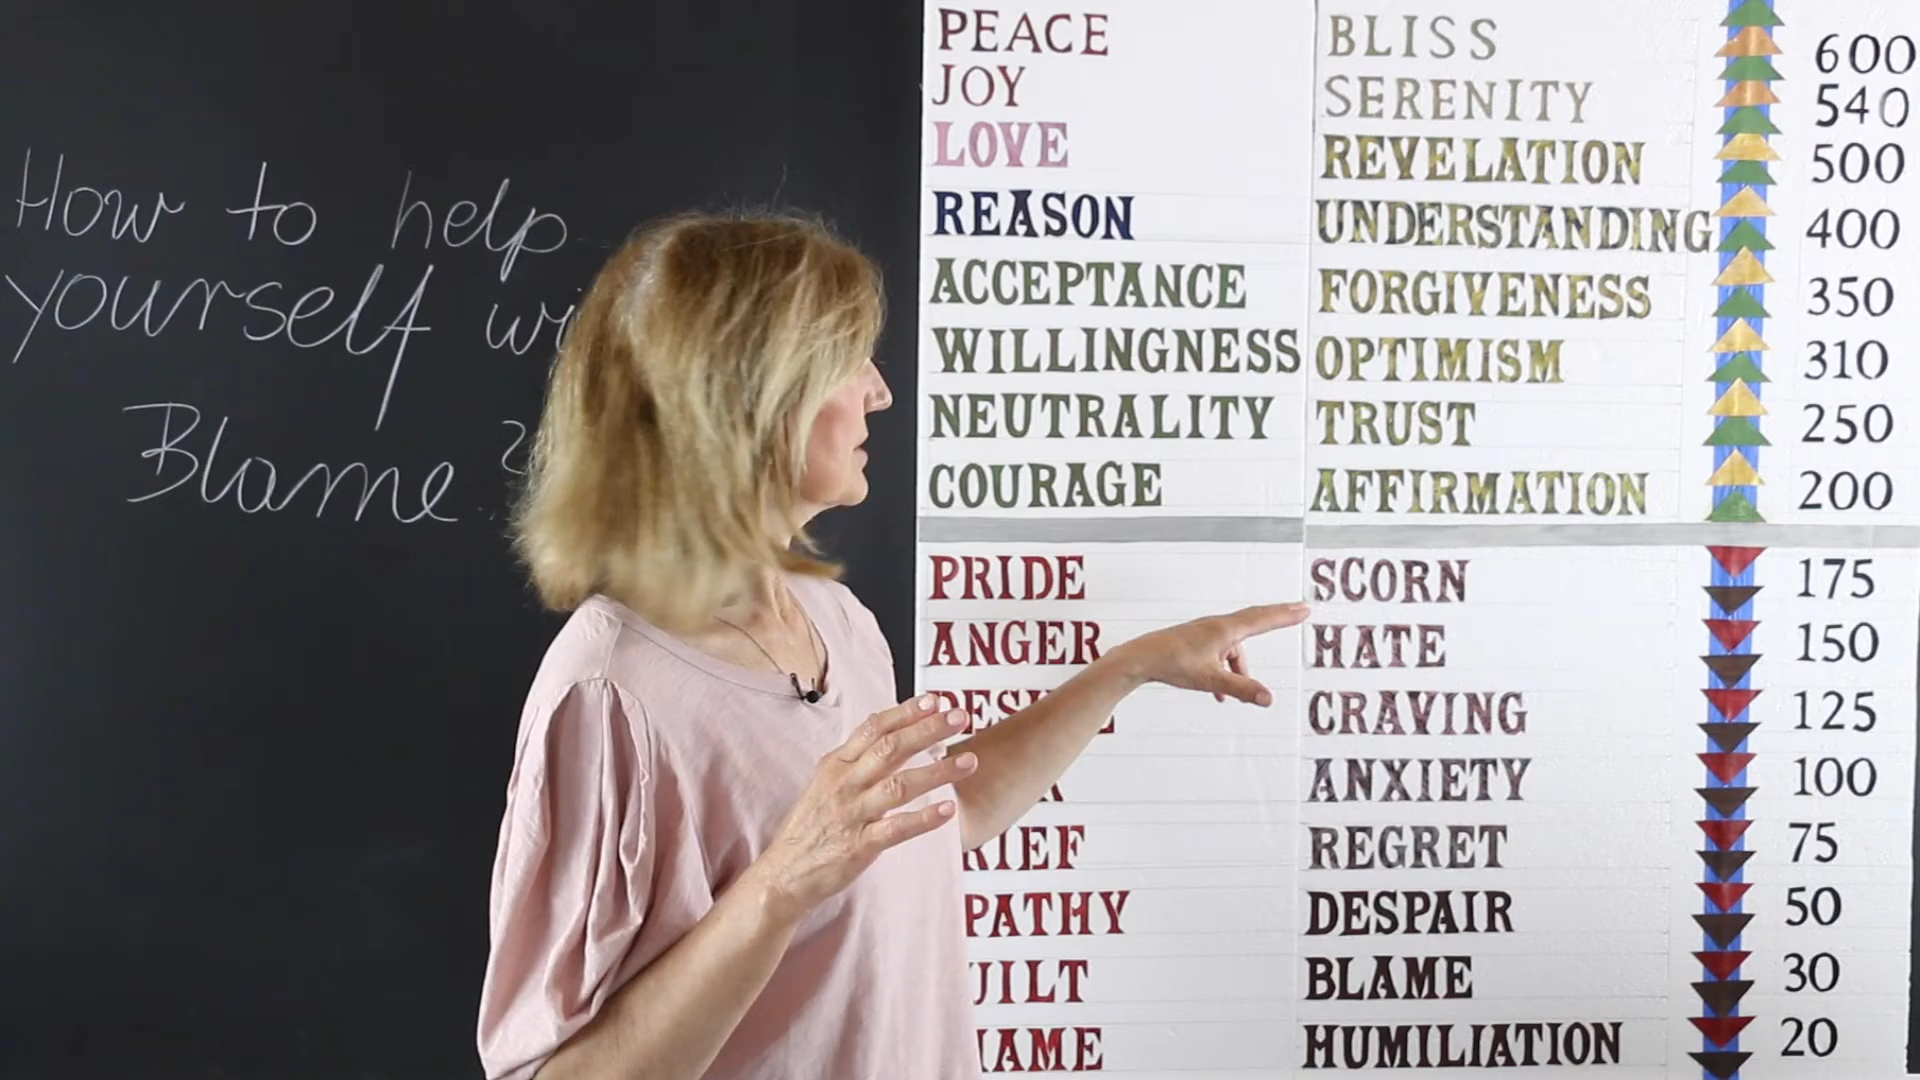 How to help
yourself
Blame ?
PEACE BLISS 600
JOY SERENITY 540
LOVE REVELATION 500
REASON UNDERSTANDING 400
ACCEPTANCE FORGIVENESS 350
WILLINGNESS OPTIMISM 310
NEUTRALITY TRUST 250
COURAGE AFFIRMATION 200
PRIDE SCORN 175
ANGER HATE 150
CRAVING 125
ANXIETY 100
REGRET 75
DESPAIR 50
BLAME 30
HUMILIATION 20